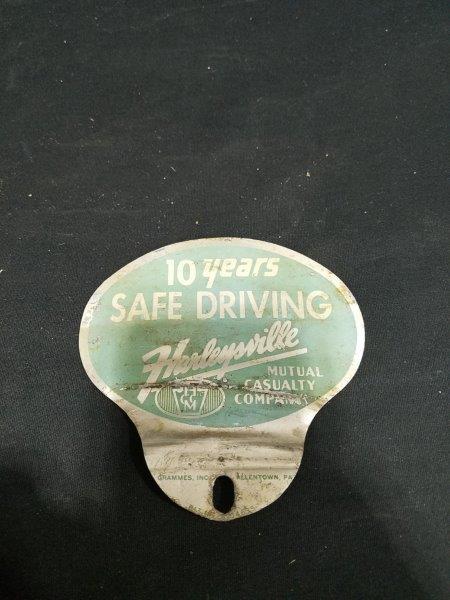 10 years
SAFE DRIVING
Harleysville
MUTUAL
CASUALTY
COMPANY
GRAMMES, INC. ALLENTOWN, PA